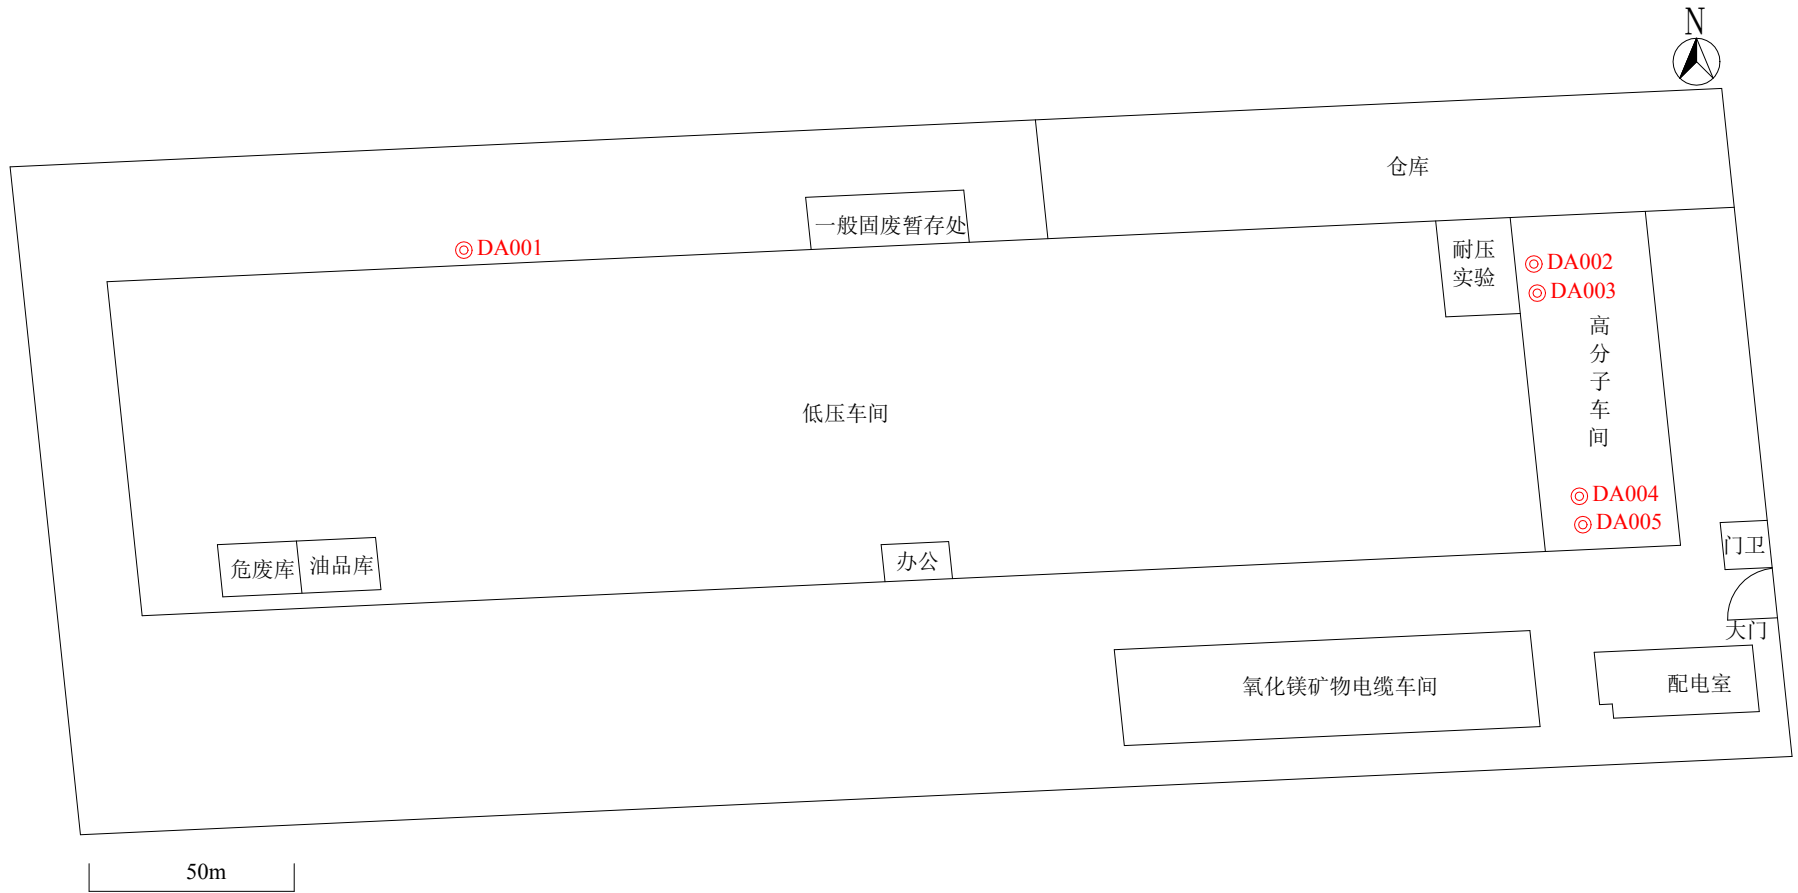 N
仓库
一般固废暂存处
DA001
耐压
实验
DA002
DA003
高
分
子
车
间
低压车间
DA004
DA005
危废库
油品库
办公
门卫
大门
氧化镁矿物电缆车间
配电室
50m